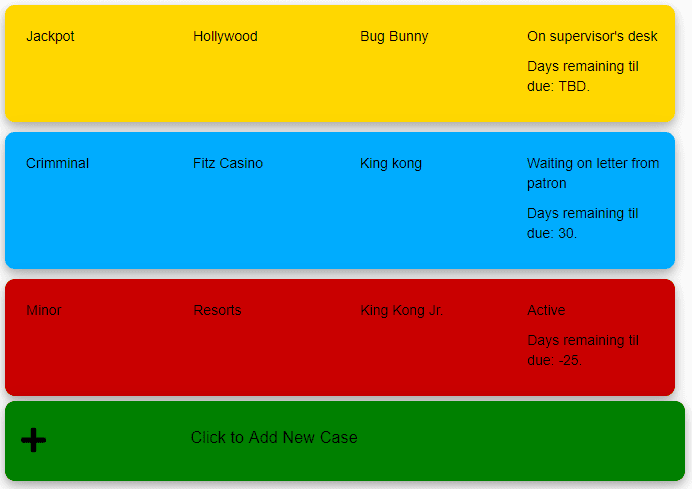 Jackpot Hollywood Bug Bunny On supervisor's desk
Days remaining til
due: TBD.
Crimminal Fitz Casino King kong Waiting on letter from
patron
Days remaining til
due: 30.
Miner Resorts King Kong Jr. Active
Days remaining til
due: -25.
Click to Add New Case